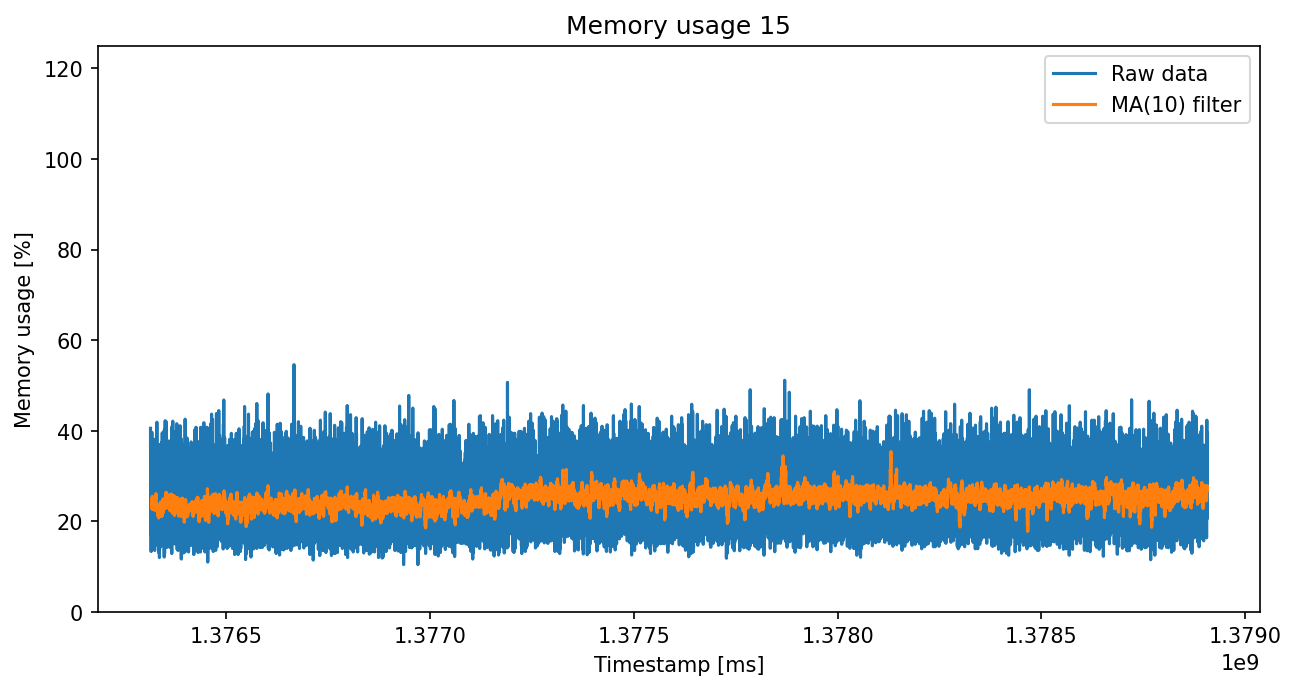 Memory usage 15
Raw data
MA(10) filter
Memory usage [%]
120
100
80
60
40
20
0
1.3765 1.3770 1.3775 1.3780 1.3785 1.3790
1e9
Timestamp [ms]